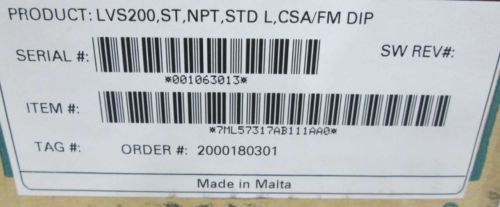 PRODUCT: LVS200,ST,NPT,STD L,CSA/FM DIP
SERIAL #:
SW REV#:
*001063013*
ITEM #:
*7ML57317AB111AA0*
TAG #: ORDER #: 2000180301
Made in Malta